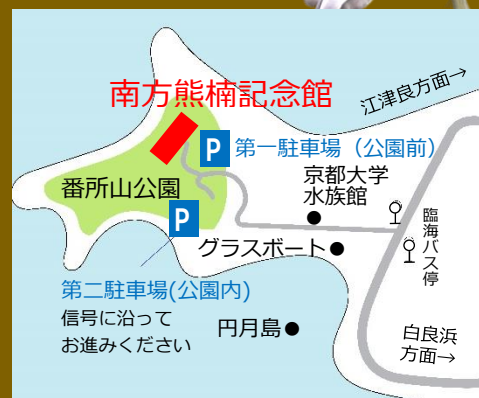 南方熊楠記念館
江津良方面→
P
第一駐車場（公園前）
京都大学
水族館
番所山公園
P
臨海バス停
グラスボート●
第二駐車場(公園内)
信号に沿って
お進みください
円月島●
白良浜
方面→